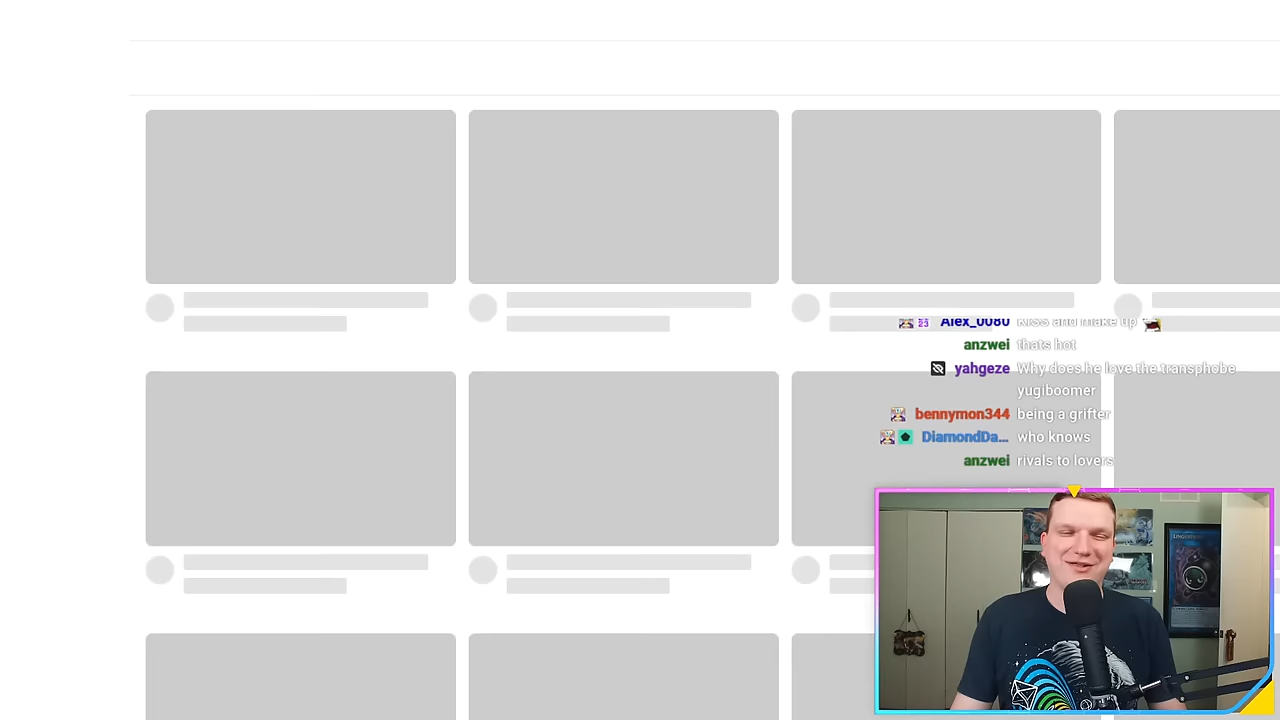 23 Alex_0080 KISS and make up
anzwei thats hot
yahgeze Why does he love the transphobe
yugiboomer
bennymon344 being a grifter
DiamondDa... who knows
anzwei rivals to lovers